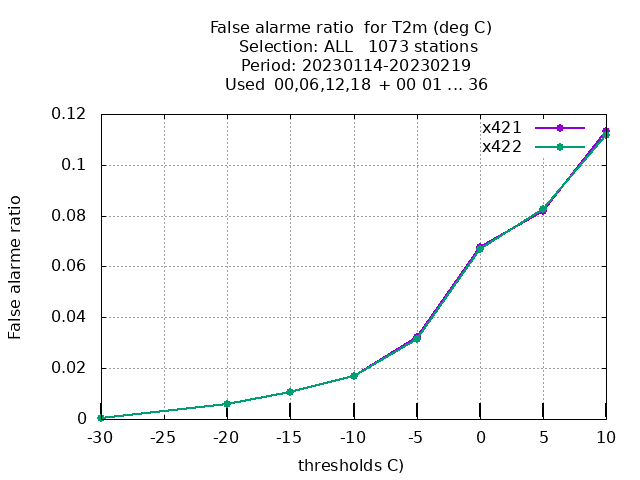 False alarme ratio  for T2m (deg C)
Selection: ALL   1073 stations
Period: 20230114-20230219
Used  00,06,12,18  + 00 01 ... 36
x421
x422
0.12
0.1
0.08
0.06
0.04
0.02
0
False alarme ratio
-30 -25 -20 -15 -10 -5 0 5 10
thresholds C)